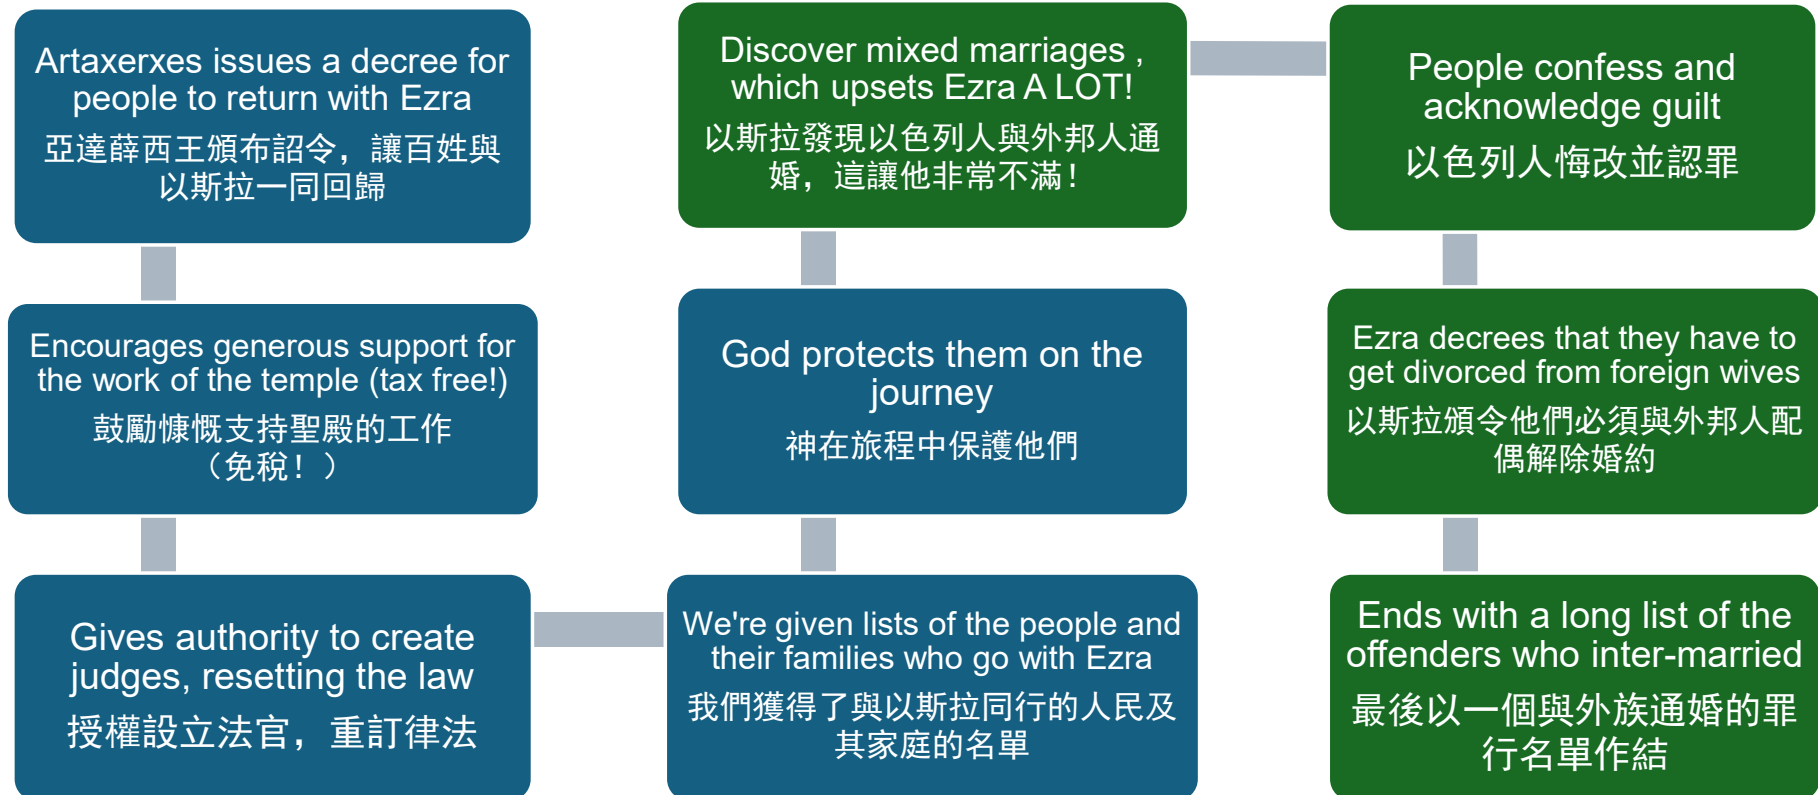 Artaxerxes issues a decree for
people to return with Ezra
亞達薛西王頒布詔令，讓百姓與
以斯拉一同回歸
Encourages generous support for
the work of the temple (tax free!)
鼓勵慷慨支持聖殿的工作
（免稅！）
Gives authority to create
judges, resetting the law
授權設立法官，重訂律法
We're given lists of the people and
their families who go with Ezra
我們獲得了與以斯拉同行的人民及
其家庭的名單
God protects them on the
journey
神在旅程中保護他們
Discover mixed marriages ,
which upsets Ezra A LOT!
以斯拉發現以色列人與外邦人通
婚，這讓他非常不滿！
People confess and
acknowledge guilt
以色列人悔改並認罪
Ezra decrees that they have to
get divorced from foreign wives
以斯拉頒令他們必須與外邦人配
偶解除婚約
Ends with a long list of the
offenders who inter-married
最後以一個與外族通婚的罪
行名單作結